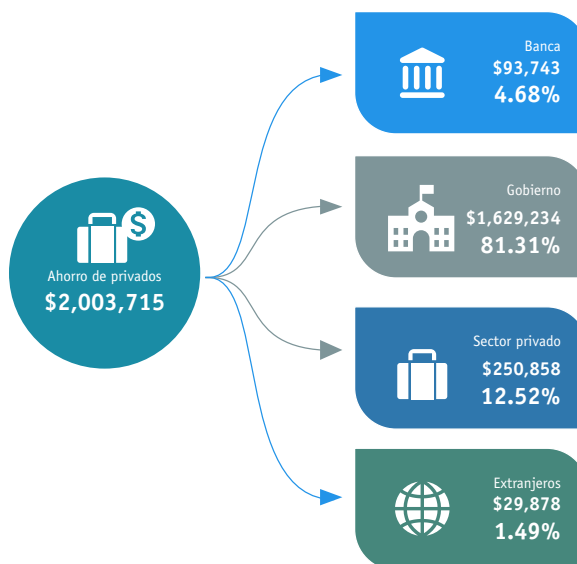 Banca
$93,743
4.68%
Gobierno
$1,629,234
81.31%
$
Ahorro de privados
$2,003,715
Sector privado
$250,858
12.52%
Extranjeros
$29,878
1.49%